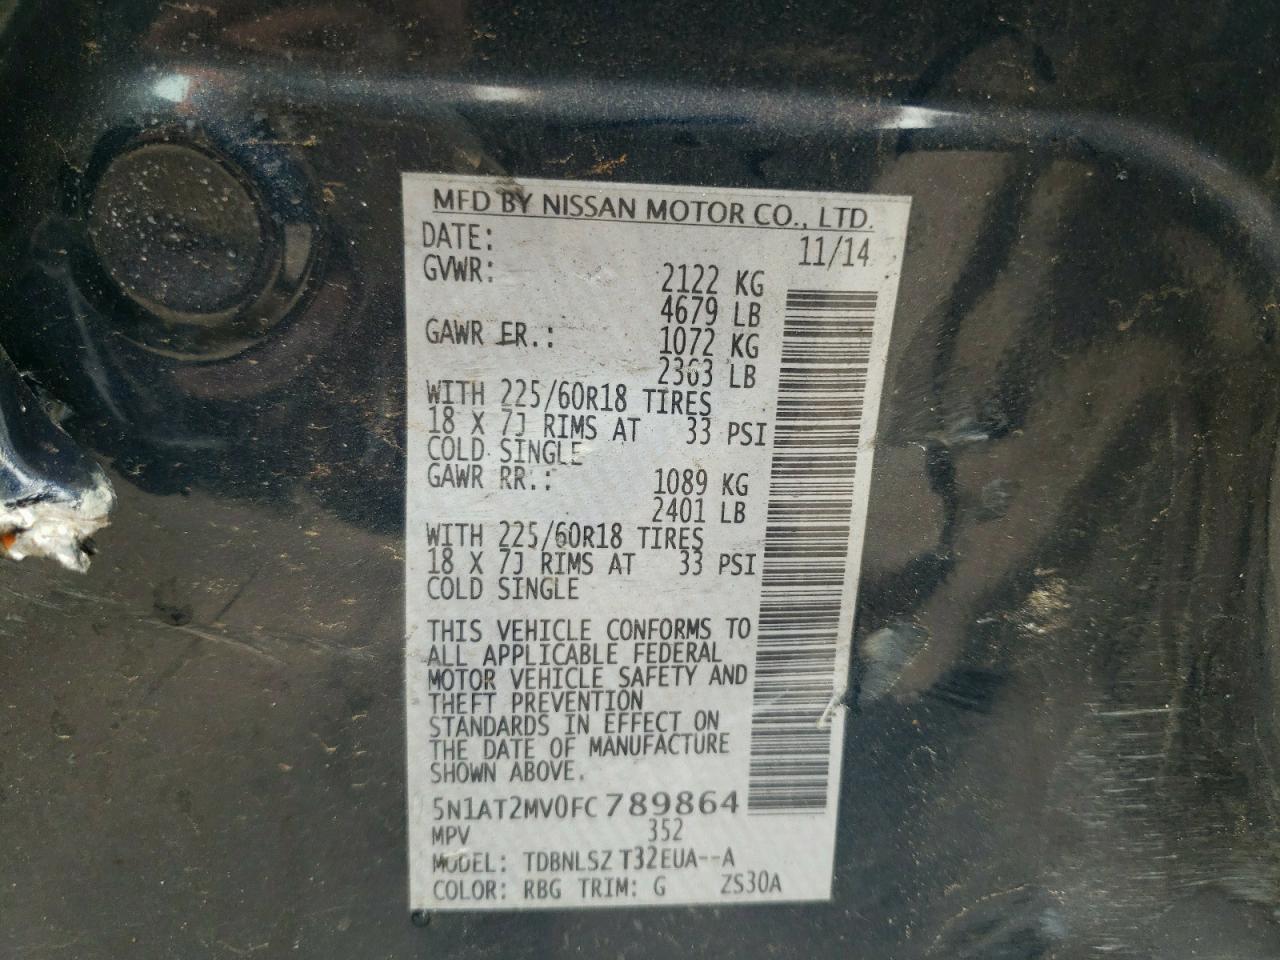 MFD BY NISSAN MOTOR CO., LTD.
DATE: 11/14
GVWR: 2122 KG
4679 LB
GAWR FR.: 1072 KG
2363 LB
WITH 225/60R18 TIRES
18 X 7J RIMS AT 33 PSI
COLD SINGLE
GAWR RR.: 1089 KG
2401 LB
WITH 225/60R18 TIRES
18 X 7J RIMS AT 33 PSI
COLD SINGLE
THIS VEHICLE CONFORMS TO
ALL APPLICABLE FEDERAL
MOTOR VEHICLE SAFETY AND
THEFT PREVENTION
STANDARDS IN EFFECT ON
THE DATE OF MANUFACTURE
SHOWN ABOVE.
5N1AT2MV0FC789864
MPV 352
MODEL: TDBNLSZ T32EUA--A
COLOR: RBG TRIM: G ZS30A